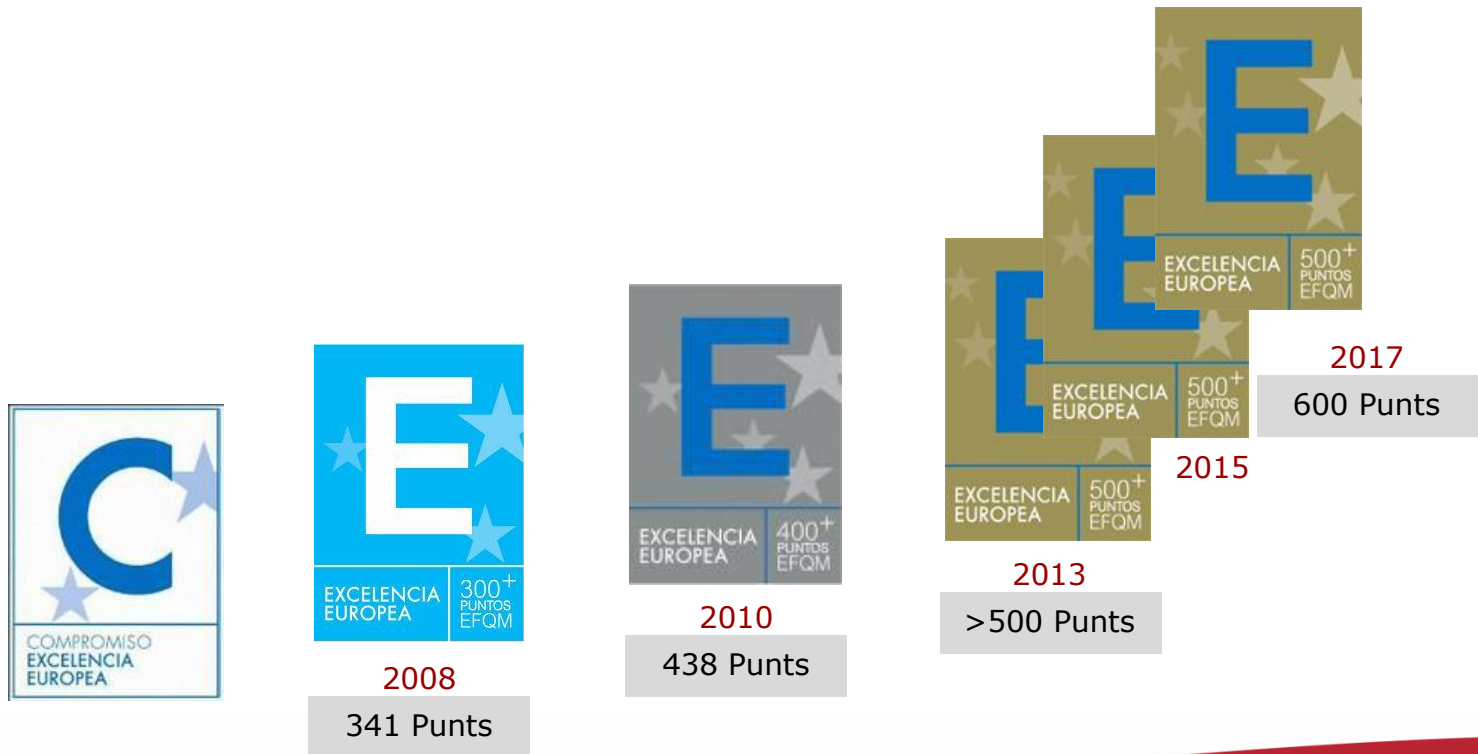 C
COMPROMISO
EXCELENCIA
EUROPEA
E
EXCELENCIA
EUROPEA
300+
PUNTOS
EFQM
2008
341 Punts
E
EXCELENCIA
EUROPEA
400+
PUNTOS
EFQM
2010
438 Punts
E
EXCELENCIA
EUROPEA
500+
PUNTOS
EFQM
2013
>500 Punts
E
EXCELENCIA
EUROPEA
500+
PUNTOS
EFQM
2015
E
EXCELENCIA
EUROPEA
500+
PUNTOS
EFQM
2017
600 Punts